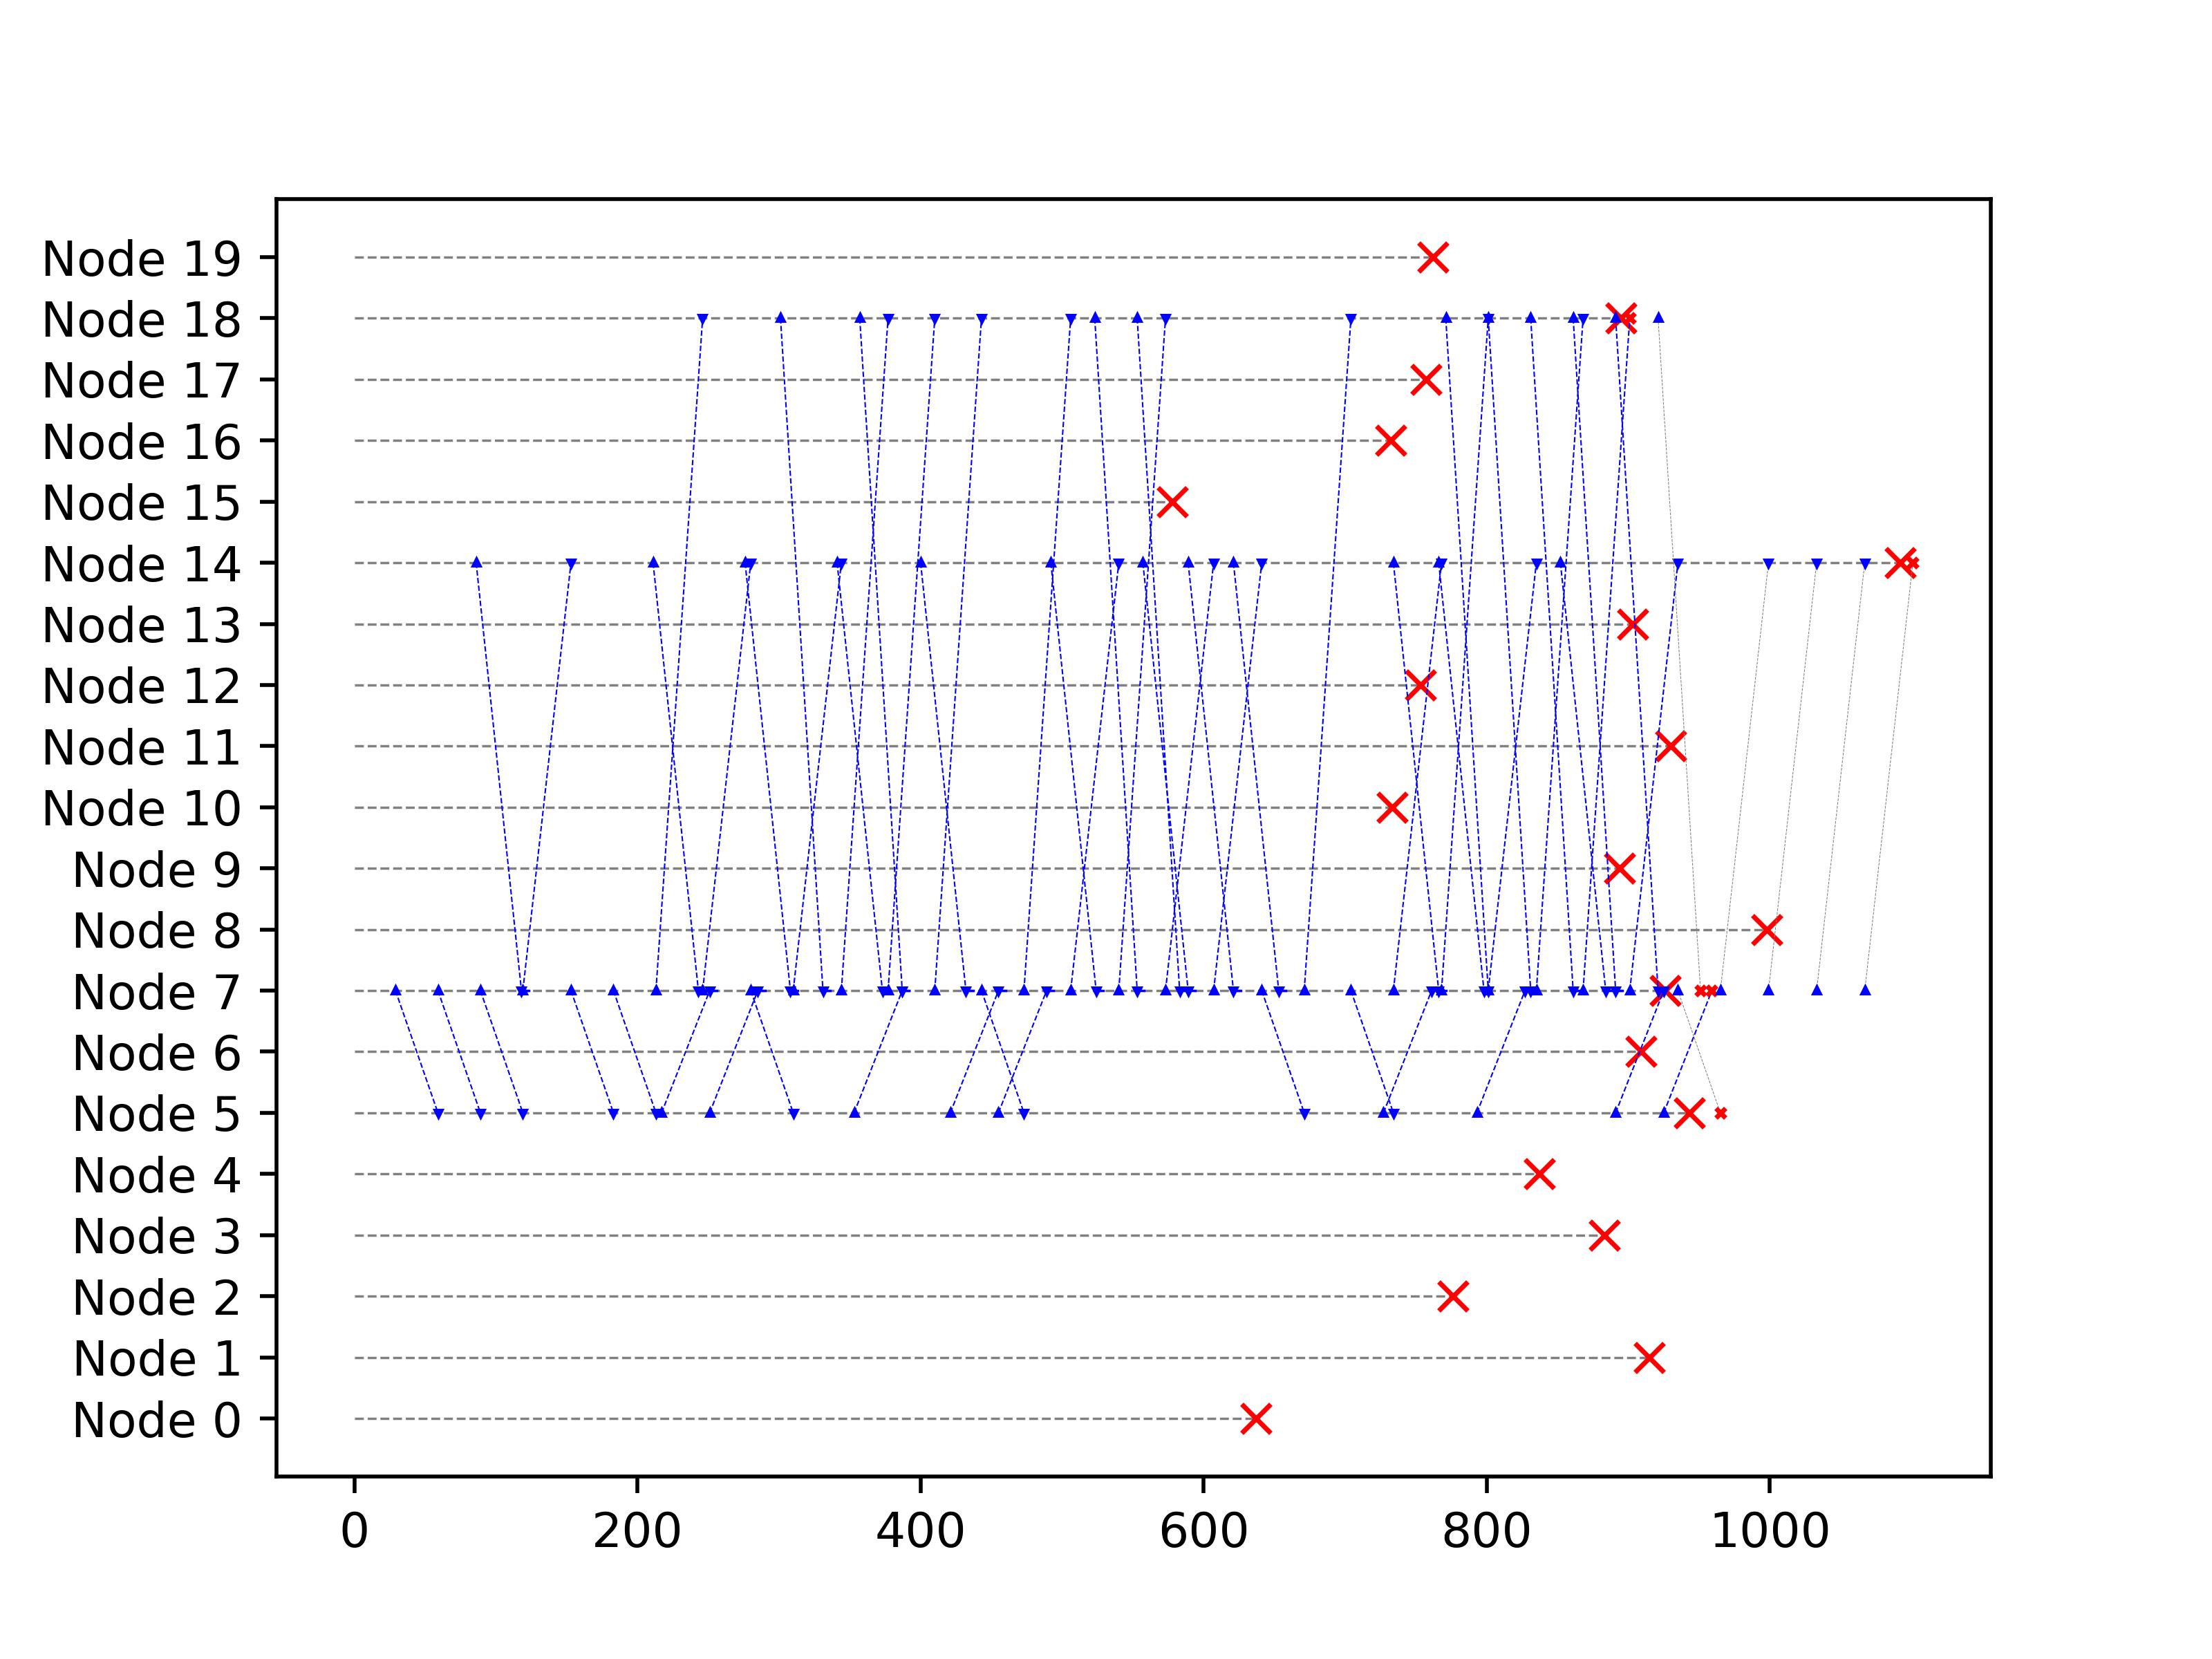 Node 19
Node 18
Node 17
Node 16
Node 15
Node 14
Node 13
Node 12
Node 11
Node 10
Node 9
Node 8
Node 7
Node 6
Node 5
Node 4
Node 3
Node 2
Node 1
Node 0
0 200 400 600 800 1000